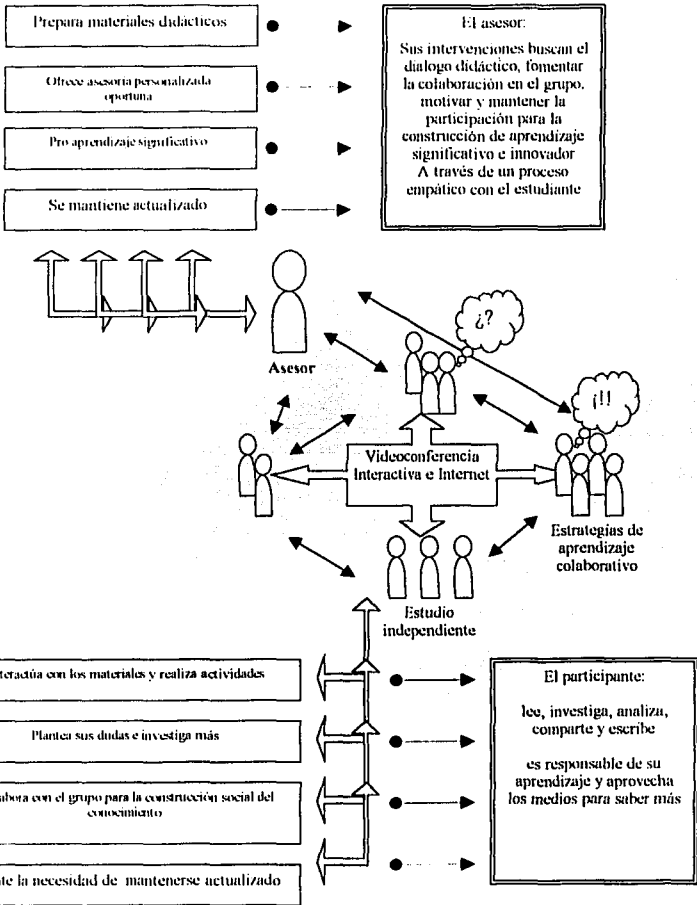 Prepara materiales didácticos
Ofrece asesoría personalizada
oportuna
Pro aprendizaje significativo
Se mantiene actualizado
El asesor:
Sus intervenciones buscan el
dialogo didáctico, fomentar
la colaboración en el grupo,
motivar y mantener la
participación para la
construcción de aprendizaje
significativo e innovador
A través de un proceso
empático con el estudiante
Asesor
¿?
¡!!
Videoconferencia
Interactiva e Internet
Estrategias de
aprendizaje
colaborativo
Estudio
independiente
teractúa con los materiales y realiza actividades
Plantea sus dudas e investiga más
abora con el grupo para la construcción social del
conocimiento
te la necesidad de mantenerse actualizado
El participante:
lee, investiga, analiza,
comparte y escribe
es responsable de su
aprendizaje y aprovecha
los medios para saber más